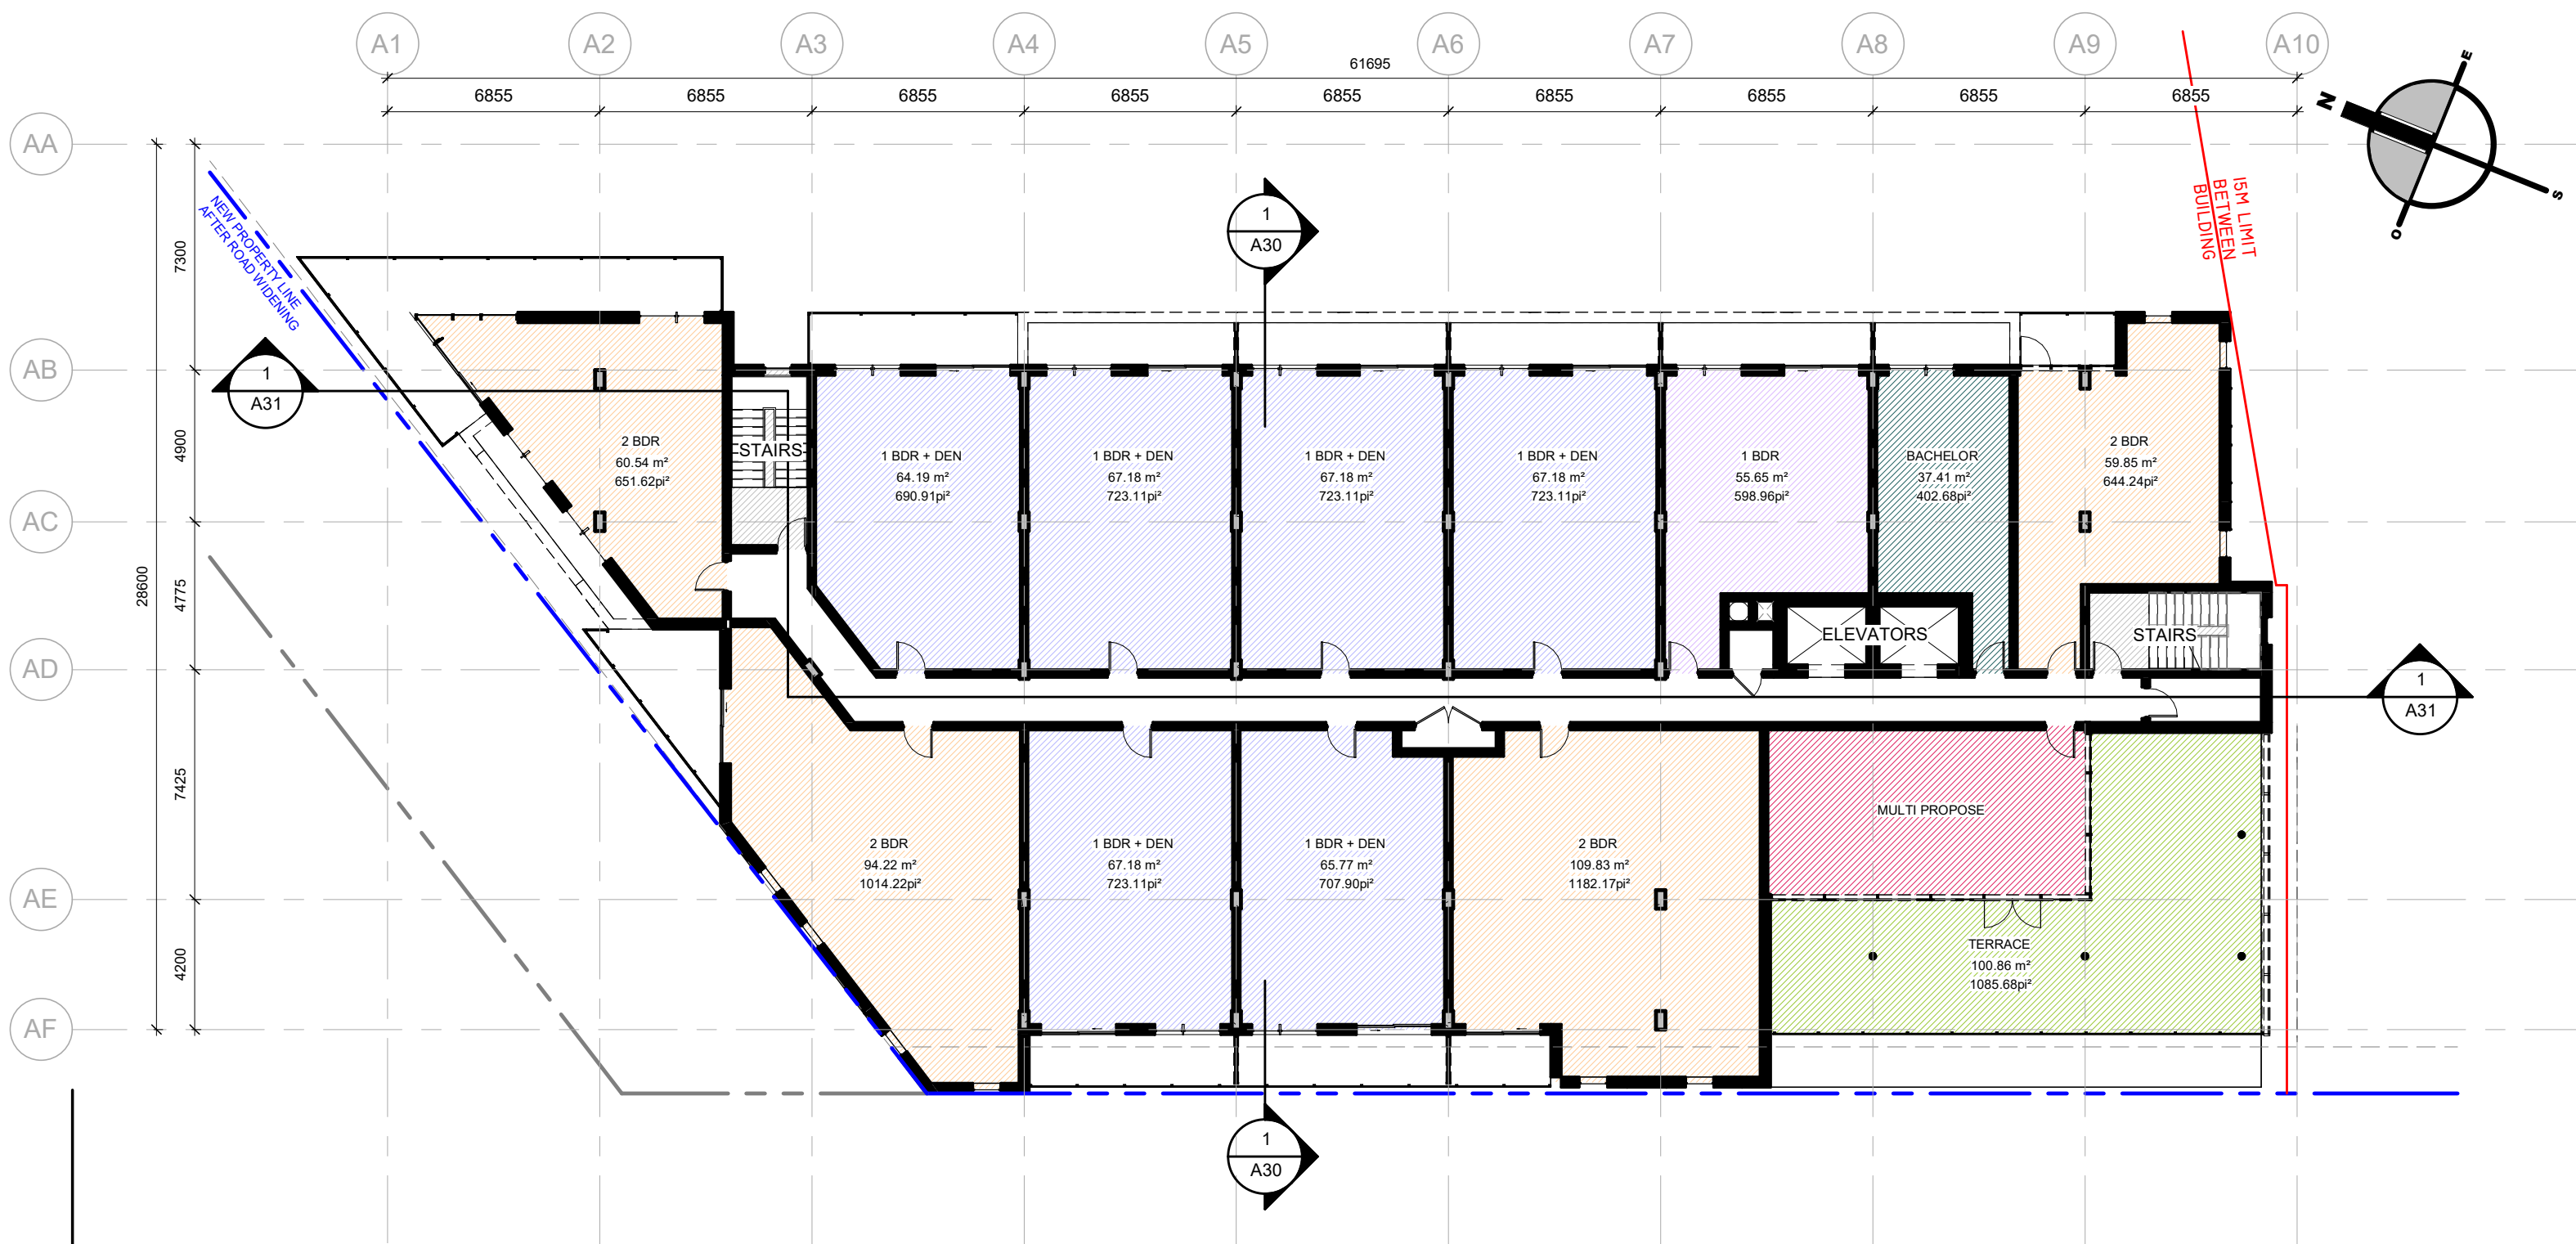 A1
A2
A3
A4
A5
A6
A7
A8
A9
A10
61695
6855
6855
6855
6855
6855
6855
6855
6855
6855
N
E
S
O
AA
AB
AC
AD
AE
AF
28600
7300
4900
4775
7425
4200
NEW PROPERTY LINE
AFTER ROAD WIDENING
15M LIMIT
BETWEEN
BUILDING
1
A30
1
A31
2 BDR
60.54 m²
651.62pi²
STAIRS
1 BDR + DEN
64.19 m²
690.91pi²
1 BDR + DEN
67.18 m²
723.11pi²
1 BDR + DEN
67.18 m²
723.11pi²
1 BDR + DEN
67.18 m²
723.11pi²
1 BDR
55.65 m²
598.96pi²
BACHELOR
37.41 m²
402.68pi²
2 BDR
59.85 m²
644.24pi²
ELEVATORS
STAIRS
1
A31
2 BDR
94.22 m²
1014.22pi²
1 BDR + DEN
67.18 m²
723.11pi²
1 BDR + DEN
65.77 m²
707.90pi²
2 BDR
109.83 m²
1182.17pi²
MULTI PROPOSE
TERRACE
100.86 m²
1085.68pi²
1
A30